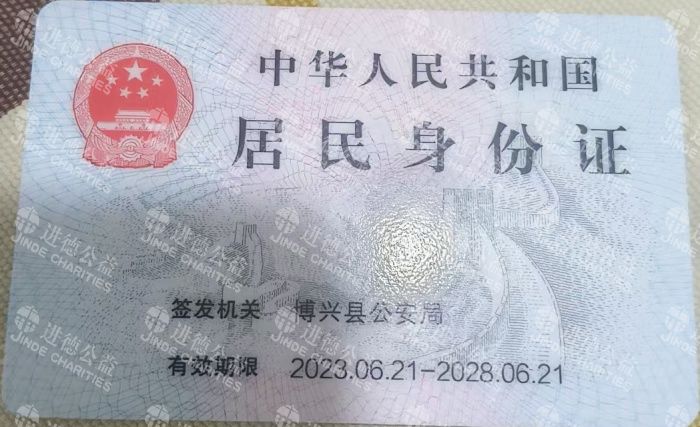 中华人民共和国
居民身份证
签发机关 博兴县公安局
有效期限 2023.06.21-2028.06.21
进德公益
JINDE CHARITIES